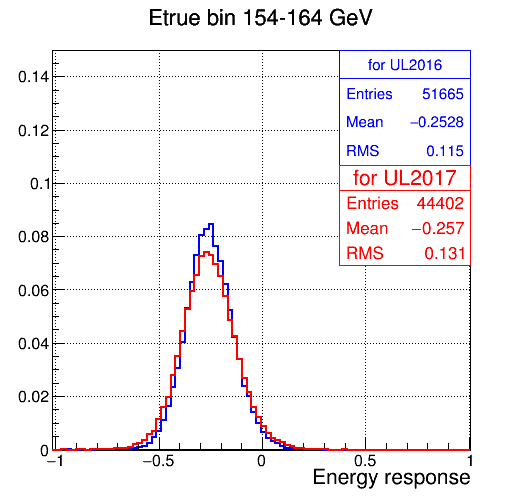 Etrue bin 154-164 GeV
for UL2016
Entries 51665
Mean −0.2528
RMS 0.115
for UL2017
Entries 44402
Mean −0.257
RMS 0.131
0.14
0.12
0.1
0.08
0.06
0.04
0.02
0
−1 −0.5 0 0.5 1
Energy response